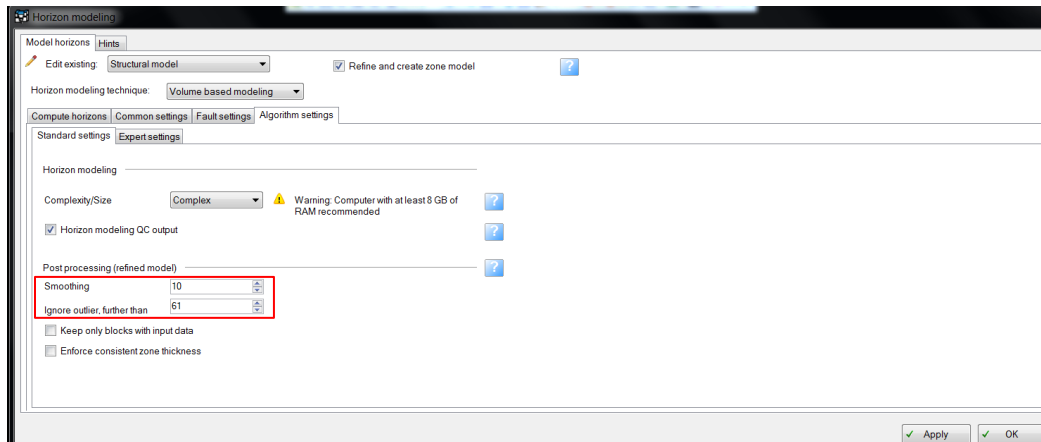 Horizon modeling
Model horizons Hints
Edit existing: Structural model Refine and create zone model ?
Horizon modeling technique: Volume based modeling
Compute horizons Common settings Fault settings Algorithm settings
Standard settings Expert settings
Horizon modeling
Complexity/Size Complex Warning: Computer with at least 8 GB of ?
RAM recommended
Horizon modeling QC output ?
Post processing (refined model) ?
Smoothing 10
Ignore outlier, further than 61
Keep only blocks with input data
Enforce consistent zone thickness
Apply OK